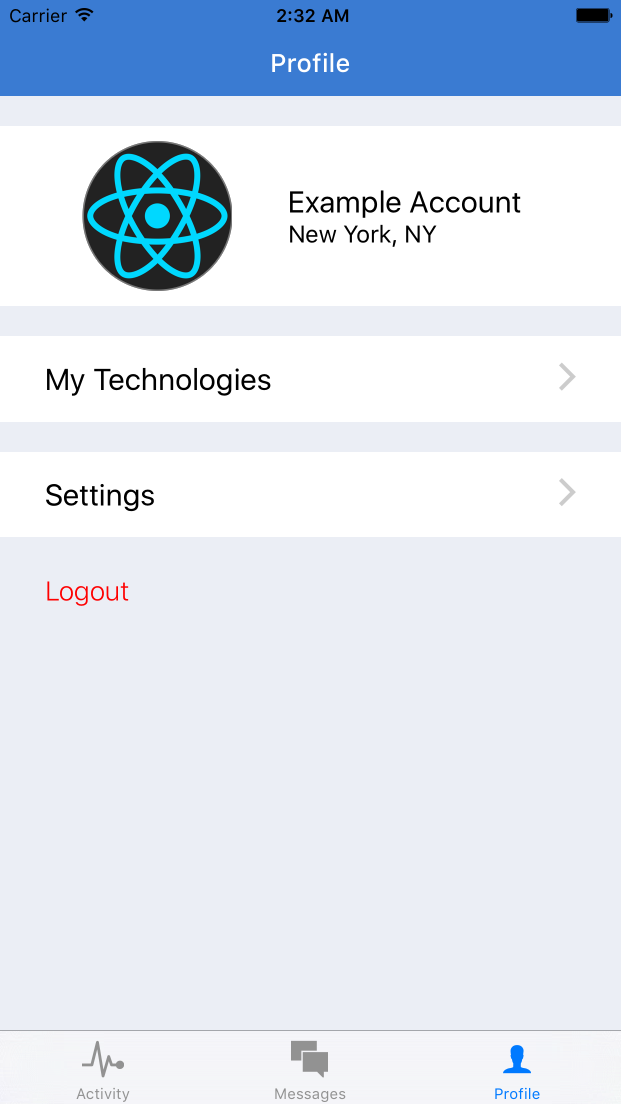 Carrier 2:32 AM
Profile
Example Account
New York, NY
My Technologies
Settings
Logout
Activity Messages Profile